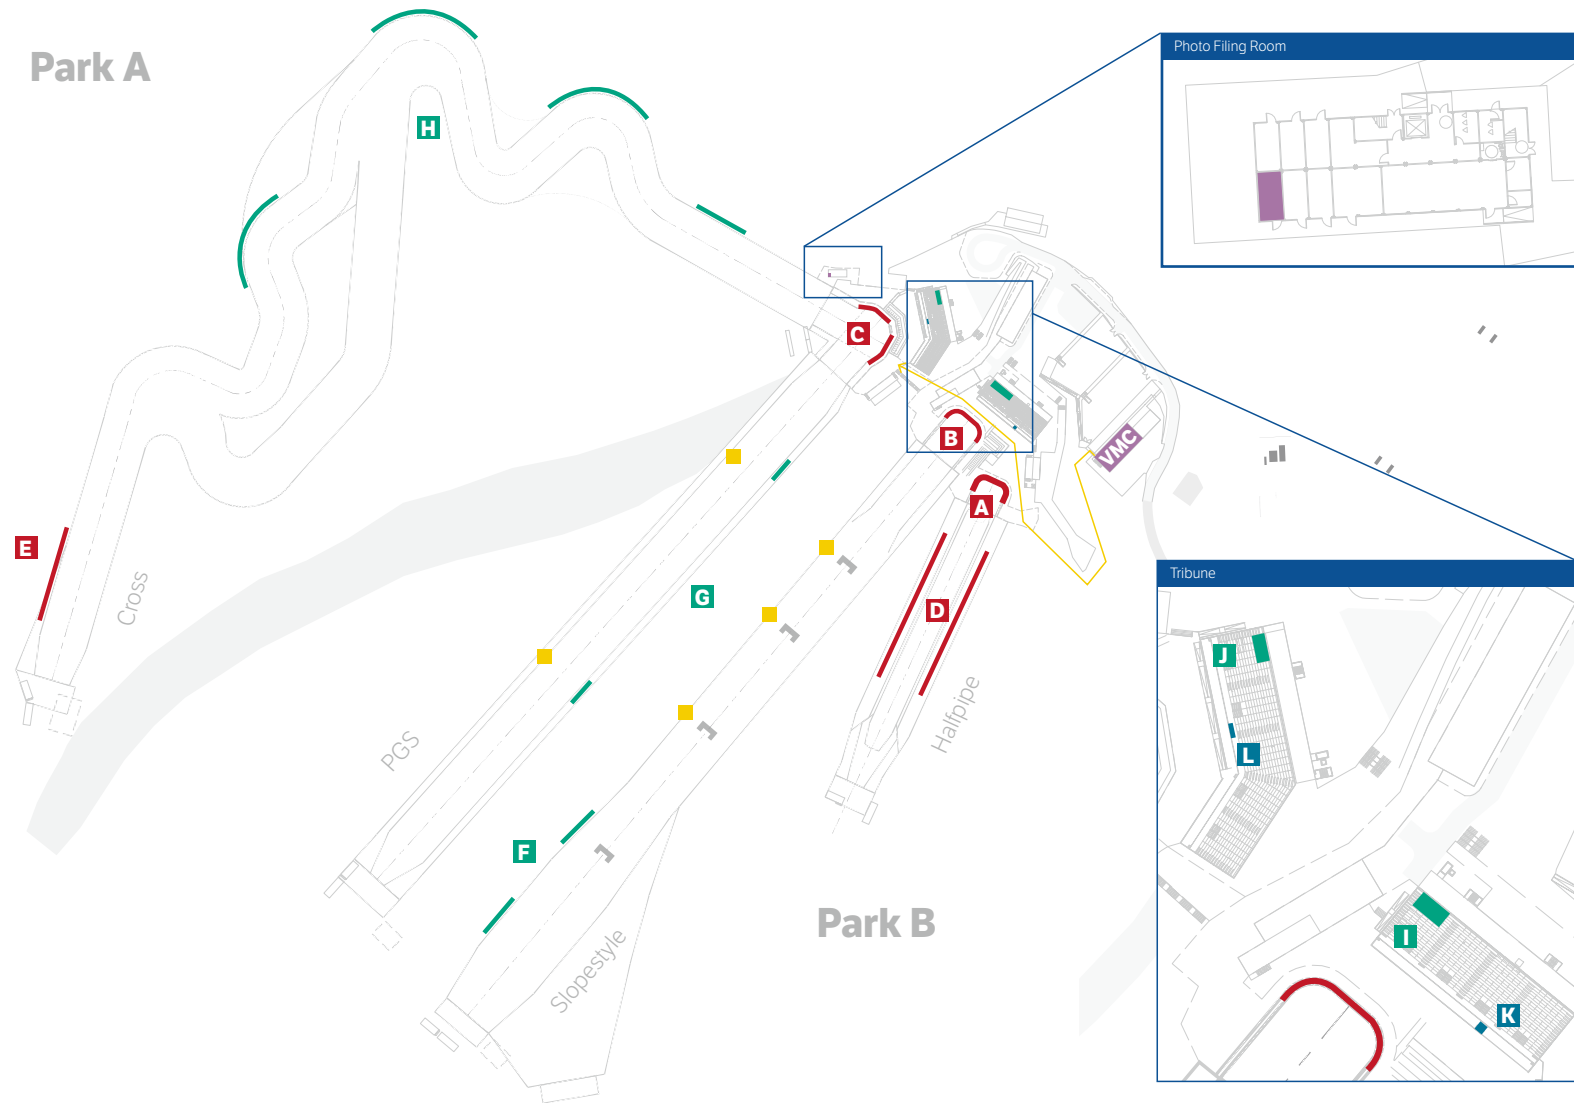 Park A
Photo Filing Room
H
C
B
VMC
A
E
Cross
G
D
PGS
Halfpipe
F
Slopestyle
Park B
Tribune
J
L
I
K